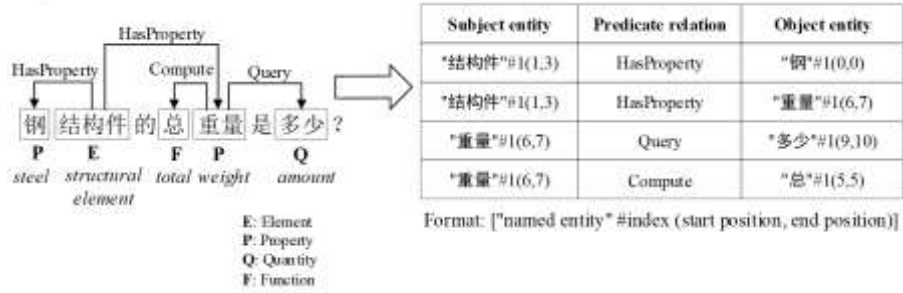 HasProperty
HasProperty
Compute
Query
钢 结构件 的 总 重量 是 多少 ?
P E F P Q
steel structural total weight amount
element
E: Element
P: Property
Q: Quantity
F: Function
Subject entity Predicate relation Object entity
"结构件"#1(1,3) HasProperty "钢"#1(0,0)
"结构件"#1(1,3) HasProperty "重量"#1(6,7)
"重量"#1(6,7) Query "多少"#1(9,10)
"重量"#1(6,7) Compute "总"#1(5,5)
Format: ["named entity" #index (start position, end position)]